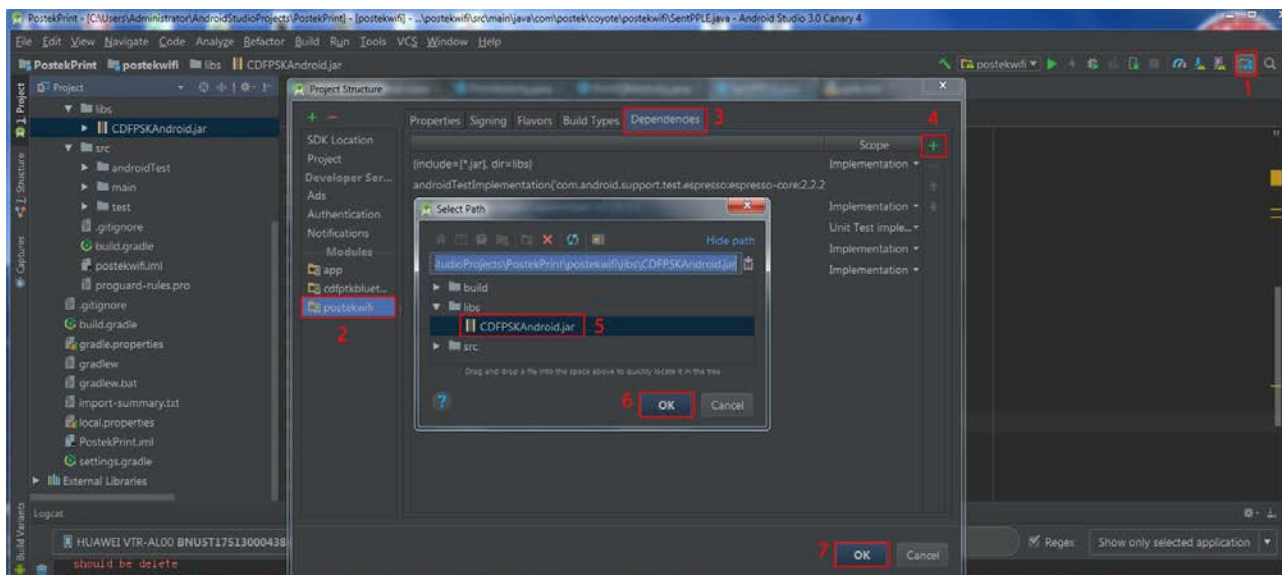 PostekPrint - [C:\Users\Administrator\AndroidStudioProjects\PostekPrint] - [postekwifi] - ...\postekwifi\src\main\java\com\postek\coyote\postekwifi\SentPPLE.java - Android Studio 3.0 Canary 4
File Edit View Navigate Code Analyze Refactor Build Run Tools VCS Window Help
PostekPrint postekwifi libs CDFPSKAndroid.jar
postekwifi
1
1: Project
Z: Structure
Captures
Build Variants
Project
libs
CDFPSKAndroid.jar
src
androidTest
main
test
.gitignore
build.gradle
postekwifi.iml
proguard-rules.pro
.gitignore
build.gradle
gradle.properties
gradlew
gradlew.bat
import-summary.txt
local.properties
PostekPrint.iml
settings.gradle
External Libraries
Project Structure
SDK Location
Project
Developer Ser...
Ads
Authentication
Notifications
Modules
app
cdfptkbluet...
postekwifi
2
Properties Signing Flavors Build Types Dependencies 3
4
Scope
{include=[*.jar], dir=libs} Implementation
androidTestImplementation('com.android.support.test.espresso:espresso-core:2.2.2
Implementation
Unit Test imple...
Implementation
Implementation
Select Path
Hide path
tudioProjects\PostekPrint\postekwifi\libs\CDFPSKAndroid.jar
build
libs
CDFPSKAndroid.jar 5
src
Drag and drop a file into the space above to quickly locate it in the tree
? 6 OK Cancel
7 OK Cancel
Logcat
HUAWEI VTR-AL00 BNU5T17513000438
Regex Show only selected application
should be delete